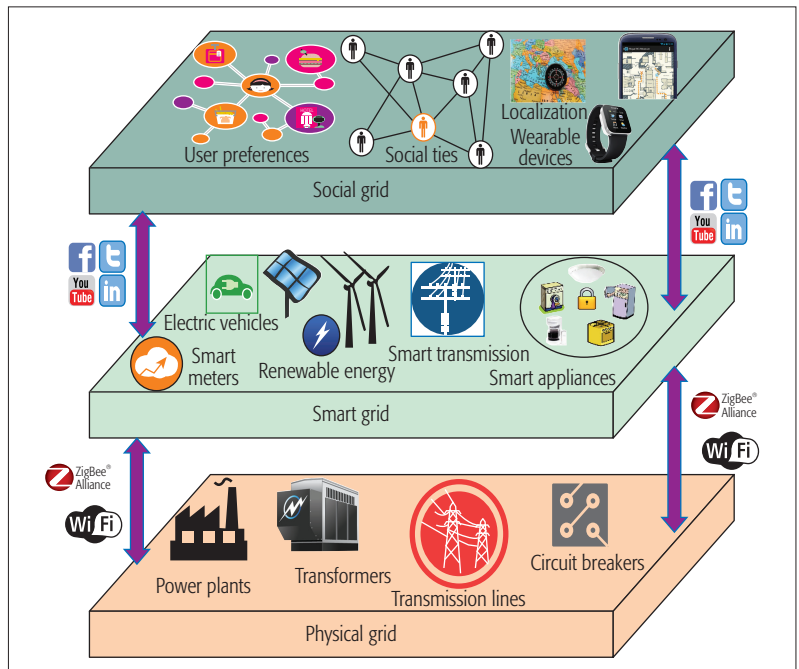 Localization
Wearable
devices
User preferences
Social ties
Social grid
f
t
You
Tube
in
f
t
You
Tube
in
Electric vehicles
Smart
meters
Renewable energy
Smart transmission
Smart appliances
Smart grid
Z
ZigBee®
Alliance
Wi Fi
Z
ZigBee®
Alliance
Wi Fi
Power plants
Transformers
Transmission lines
Circuit breakers
Physical grid